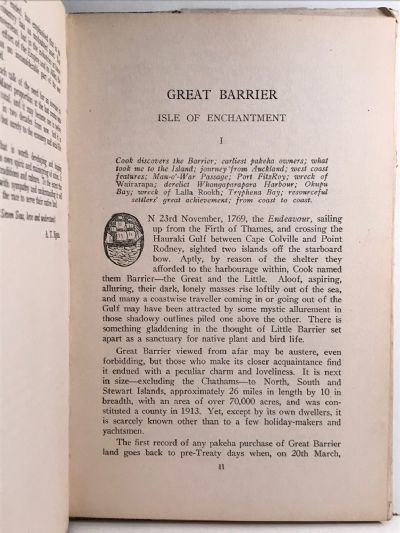 GREAT BARRIER
ISLE OF ENCHANTMENT
I
Cook discovers the Barrier; earliest pakeha owners; what
took me to the Island; journey from Auckland; west coast
features; Man-o'-War Passage; Port FitzRoy; wreck of
Wairarapa; derelict Whangaparapara Harbour; Okupu
Bay; wreck of Lalla Rookh; Tryphena Bay; resourceful
settlers' great achievement; from coast to coast.
ON 23rd November, 1769, the Endeavour, sailing
up from the Firth of Thames, and crossing the
Hauraki Gulf between Cape Colville and Point
Rodney, sighted two islands off the starboard
bow. Aptly, by reason of the shelter they
afforded to the harbourage within, Cook named
them Barrier—the Great and the Little. Aloof, aspiring,
alluring, their dark, lonely masses rise loftily out of the sea,
and many a coastwise traveller coming in or going out of the
Gulf may have been attracted by some mystic allurement in
those shadowy outlines piled one above the other. There is
something gladdening in the thought of Little Barrier set
apart as a sanctuary for native plant and bird life.
Great Barrier viewed from afar may be austere, even
forbidding, but those who make its closer acquaintance find
it endued with a peculiar charm and loveliness. It is next
in size—excluding the Chathams—to North, South and
Stewart Islands, approximately 26 miles in length by 10 in
breadth, with an area of over 70,000 acres, and was con-
stituted a county in 1913. Yet, except by its own dwellers, it
is scarcely known other than to a few holiday-makers and
yachtsmen.
The first record of any pakeha purchase of Great Barrier
land goes back to pre-Treaty days when, on 20th March,
11